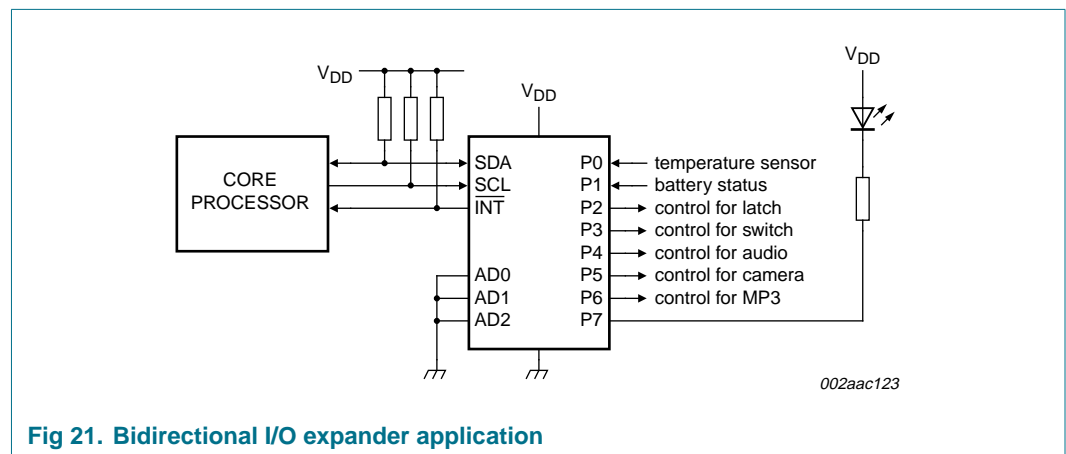 VDD
VDD
VDD
CORE
PROCESSOR
SDA
SCL
INT
AD0
AD1
AD2
P0 temperature sensor
P1 battery status
P2 control for latch
P3 control for switch
P4 control for audio
P5 control for camera
P6 control for MP3
P7
002aac123
Fig 21. Bidirectional I/O expander application